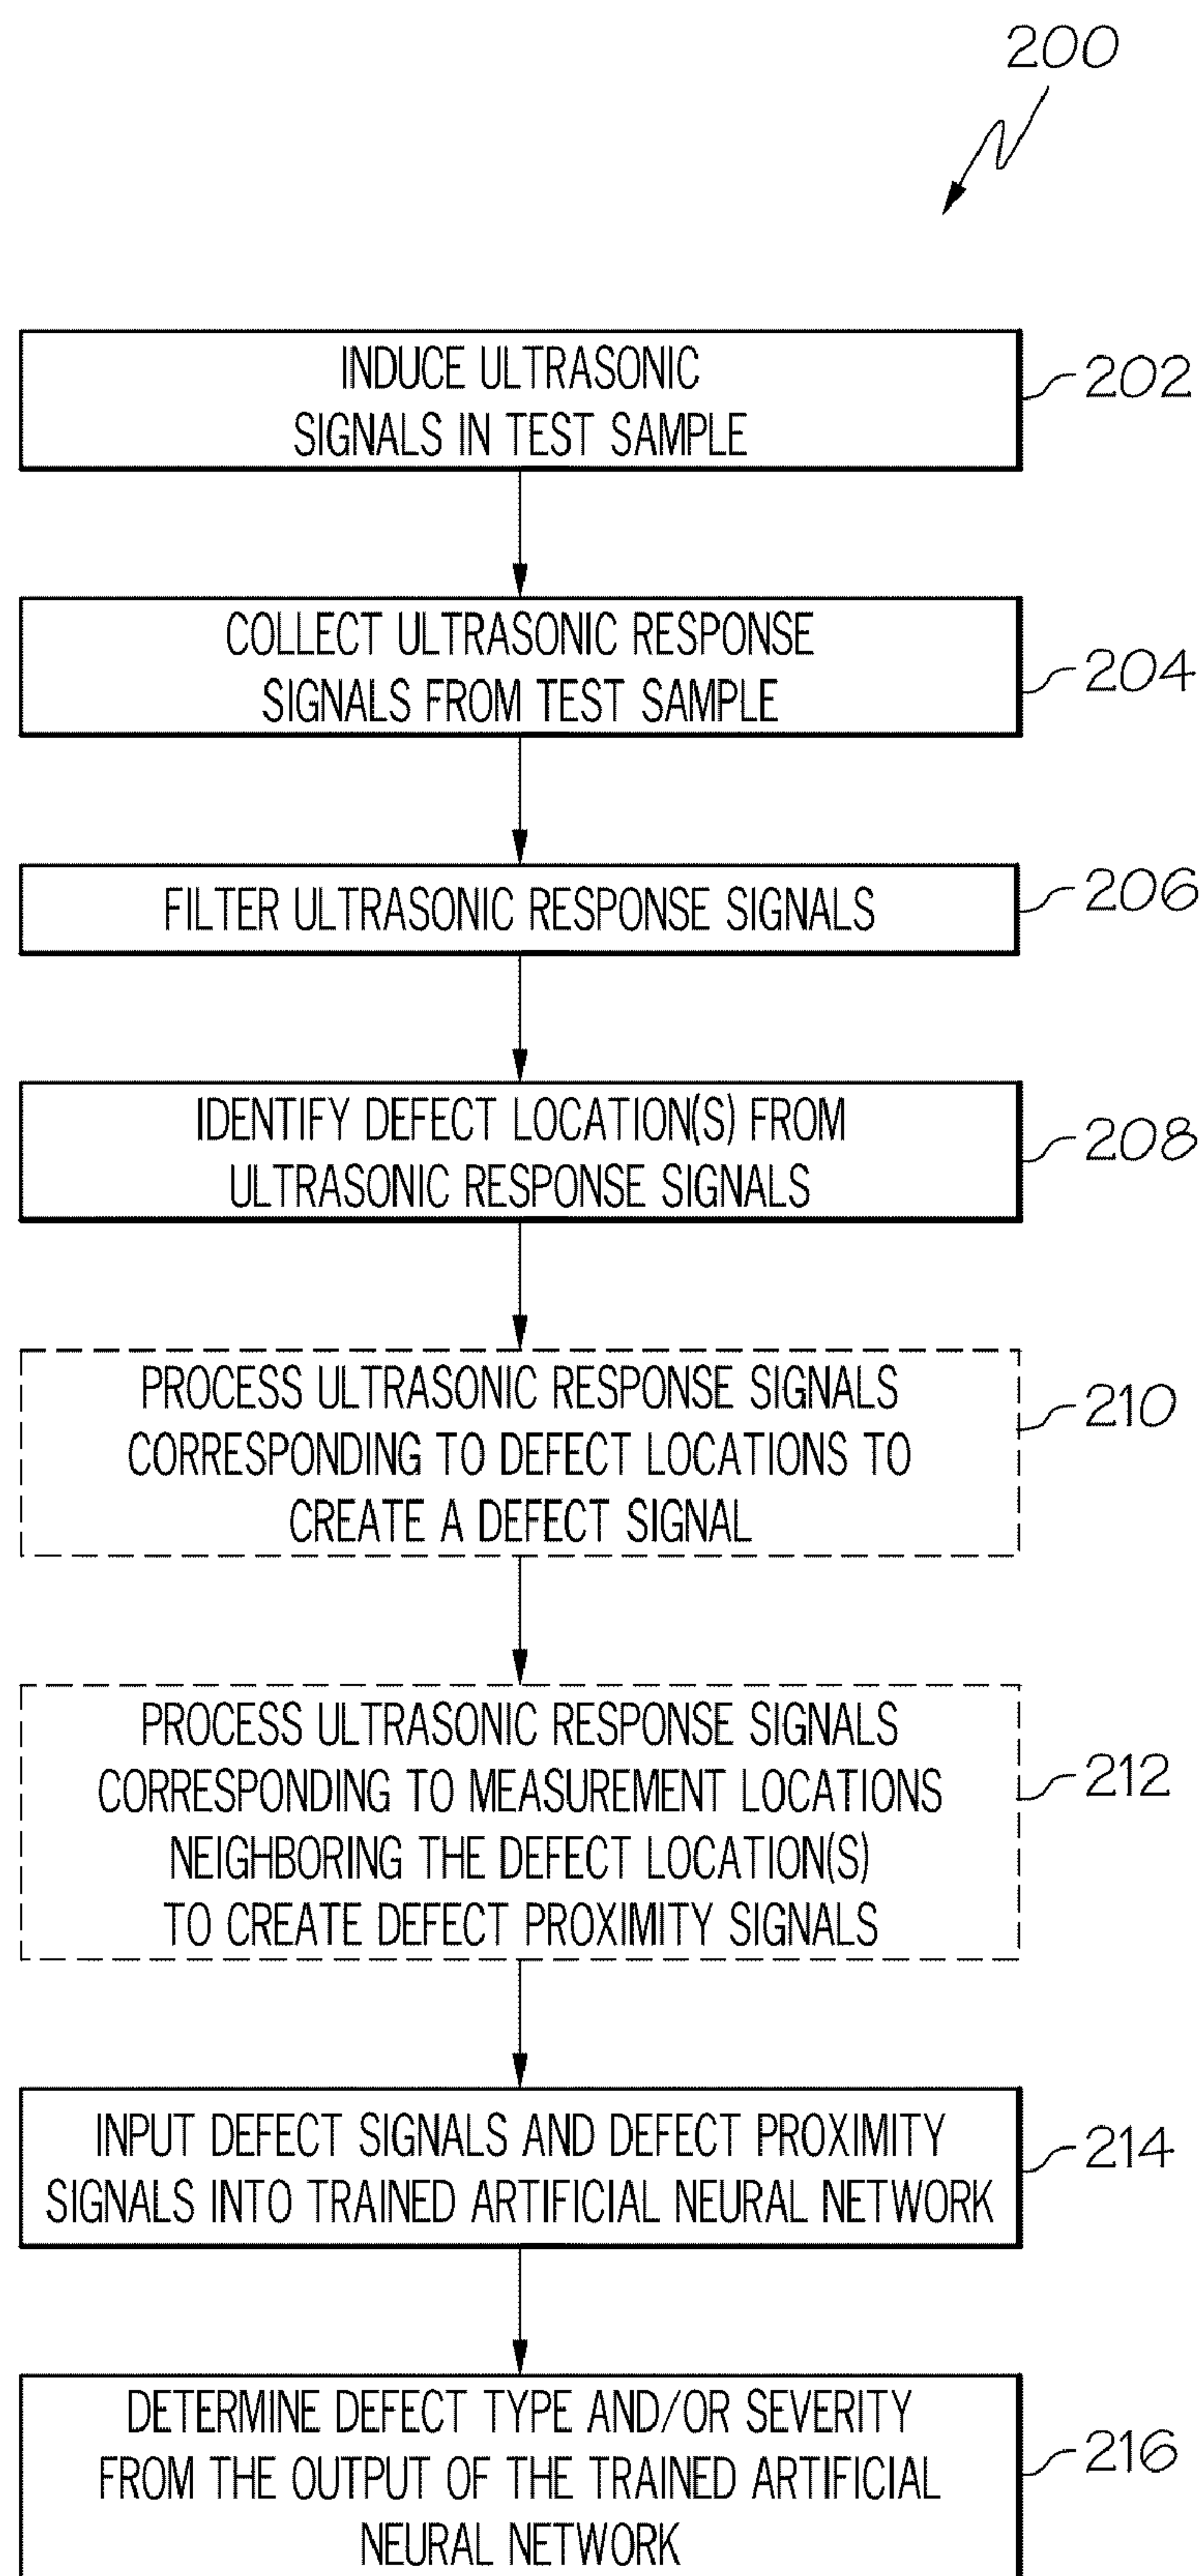 200
INDUCE ULTRASONIC
SIGNALS IN TEST SAMPLE
202
COLLECT ULTRASONIC RESPONSE
SIGNALS FROM TEST SAMPLE
204
FILTER ULTRASONIC RESPONSE SIGNALS
206
IDENTIFY DEFECT LOCATION(S) FROM
ULTRASONIC RESPONSE SIGNALS
208
PROCESS ULTRASONIC RESPONSE SIGNALS
CORRESPONDING TO DEFECT LOCATIONS TO
CREATE A DEFECT SIGNAL
210
PROCESS ULTRASONIC RESPONSE SIGNALS
CORRESPONDING TO MEASUREMENT LOCATIONS
NEIGHBORING THE DEFECT LOCATION(S)
TO CREATE DEFECT PROXIMITY SIGNALS
212
INPUT DEFECT SIGNALS AND DEFECT PROXIMITY
SIGNALS INTO TRAINED ARTIFICIAL NEURAL NETWORK
214
DETERMINE DEFECT TYPE AND/OR SEVERITY
FROM THE OUTPUT OF THE TRAINED ARTIFICIAL
NEURAL NETWORK
216